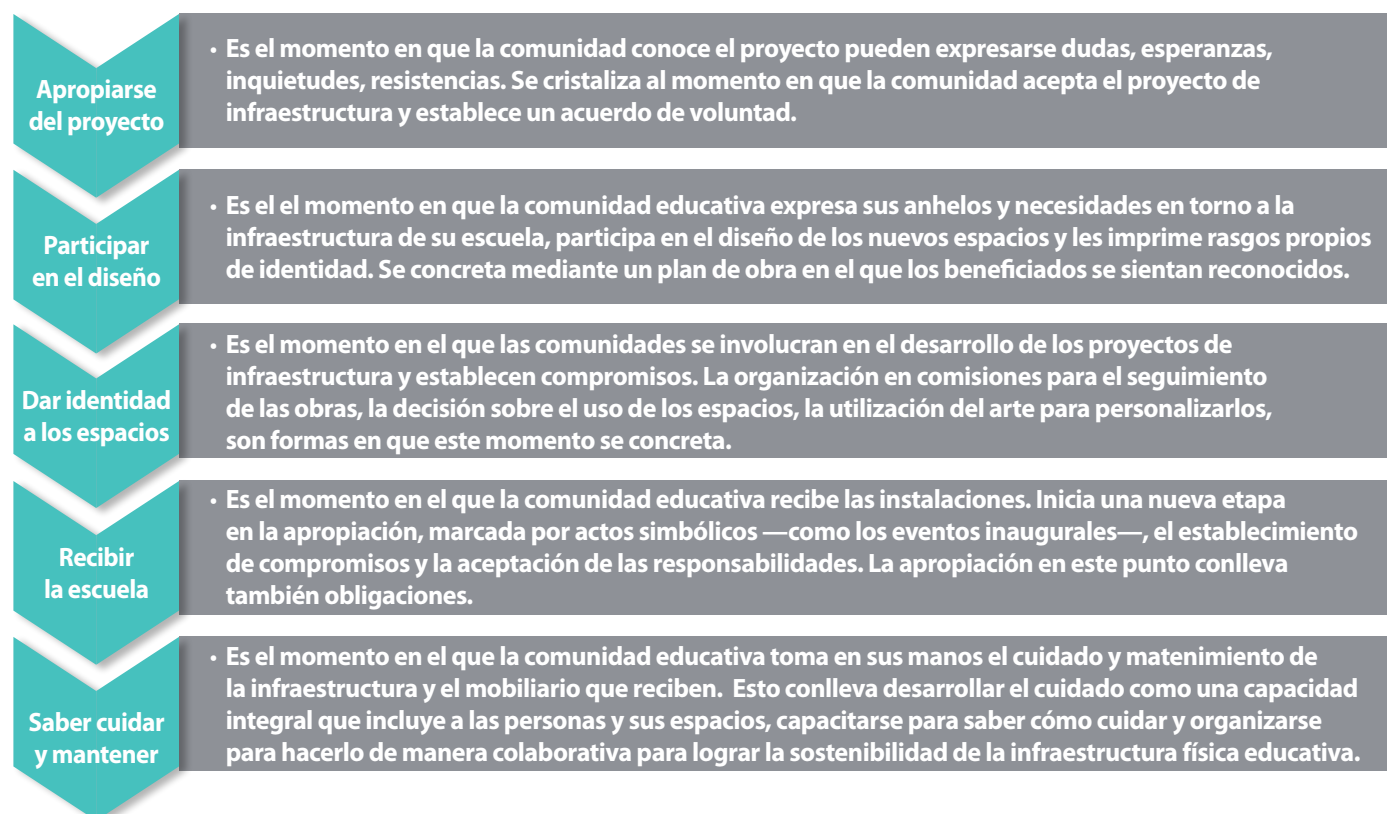 Apropiarse
del proyecto
• Es el momento en que la comunidad conoce el proyecto pueden expresarse dudas, esperanzas,
inquietudes, resistencias. Se cristaliza al momento en que la comunidad acepta el proyecto de
infraestructura y establece un acuerdo de voluntad.
Participar
en el diseño
• Es el el momento en que la comunidad educativa expresa sus anhelos y necesidades en torno a la
infraestructura de su escuela, participa en el diseño de los nuevos espacios y les imprime rasgos propios
de identidad. Se concreta mediante un plan de obra en el que los beneficiados se sientan reconocidos.
Dar identidad
a los espacios
• Es el momento en el que las comunidades se involucran en el desarrollo de los proyectos de
infraestructura y establecen compromisos. La organización en comisiones para el seguimiento
de las obras, la decisión sobre el uso de los espacios, la utilización del arte para personalizarlos,
son formas en que este momento se concreta.
Recibir
la escuela
• Es el momento en el que la comunidad educativa recibe las instalaciones. Inicia una nueva etapa
en la apropiación, marcada por actos simbólicos —como los eventos inaugurales—, el establecimiento
de compromisos y la aceptación de las responsabilidades. La apropiación en este punto conlleva
también obligaciones.
Saber cuidar
y mantener
• Es el momento en el que la comunidad educativa toma en sus manos el cuidado y matenimiento de
la infraestructura y el mobiliario que reciben.  Esto conlleva desarrollar el cuidado como una capacidad
integral que incluye a las personas y sus espacios, capacitarse para saber cómo cuidar y organizarse
para hacerlo de manera colaborativa para lograr la sostenibilidad de la infraestructura física educativa.